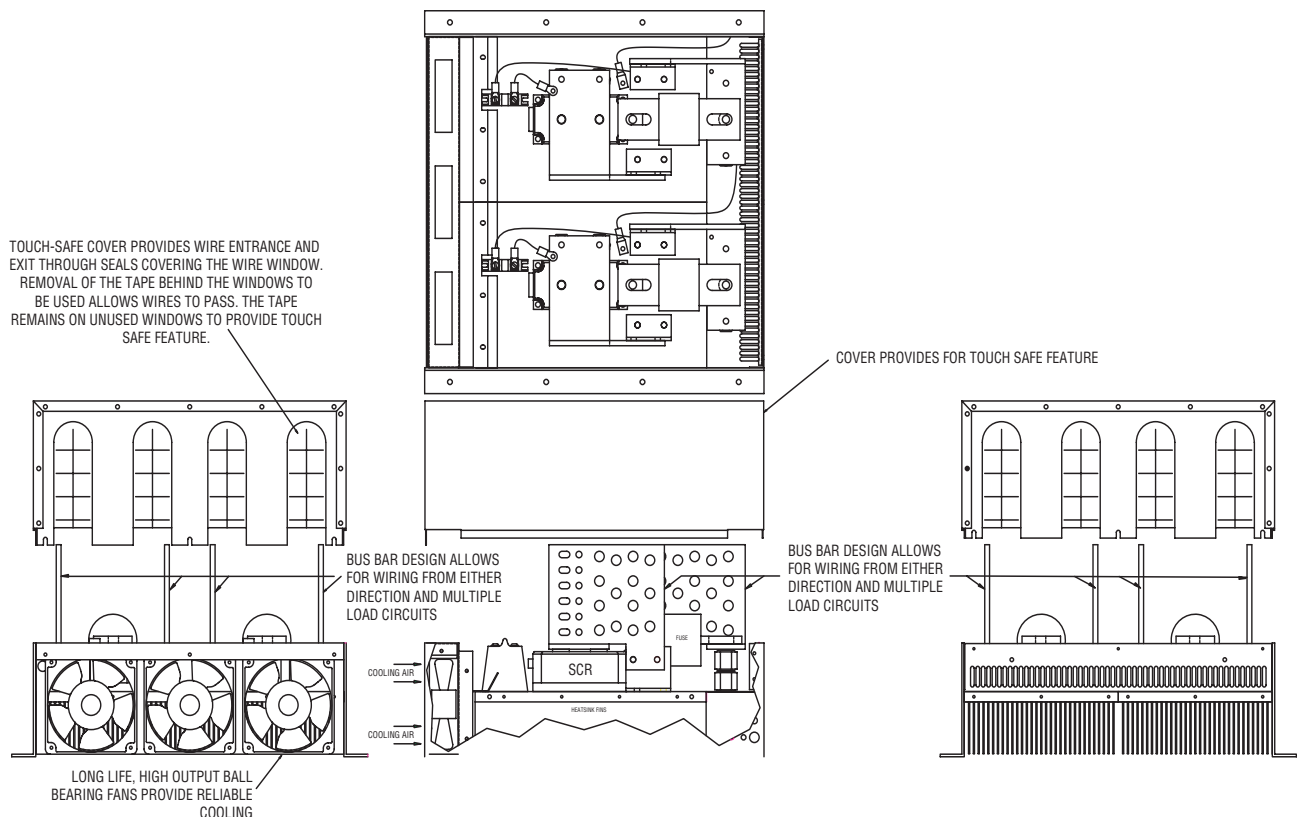 TOUCH-SAFE COVER PROVIDES WIRE ENTRANCE AND
EXIT THROUGH SEALS COVERING THE WIRE WINDOW.
REMOVAL OF THE TAPE BEHIND THE WINDOWS TO
BE USED ALLOWS WIRES TO PASS. THE TAPE
REMAINS ON UNUSED WINDOWS TO PROVIDE TOUCH
SAFE FEATURE.
COVER PROVIDES FOR TOUCH SAFE FEATURE
BUS BAR DESIGN ALLOWS
FOR WIRING FROM EITHER
DIRECTION AND MULTIPLE
LOAD CIRCUITS
BUS BAR DESIGN ALLOWS
FOR WIRING FROM EITHER
DIRECTION AND MULTIPLE
LOAD CIRCUITS
FUSE
SCR
COOLING AIR
HEATSINK FINS
COOLING AIR
LONG LIFE, HIGH OUTPUT BALL
BEARING FANS PROVIDE RELIABLE
COOLING